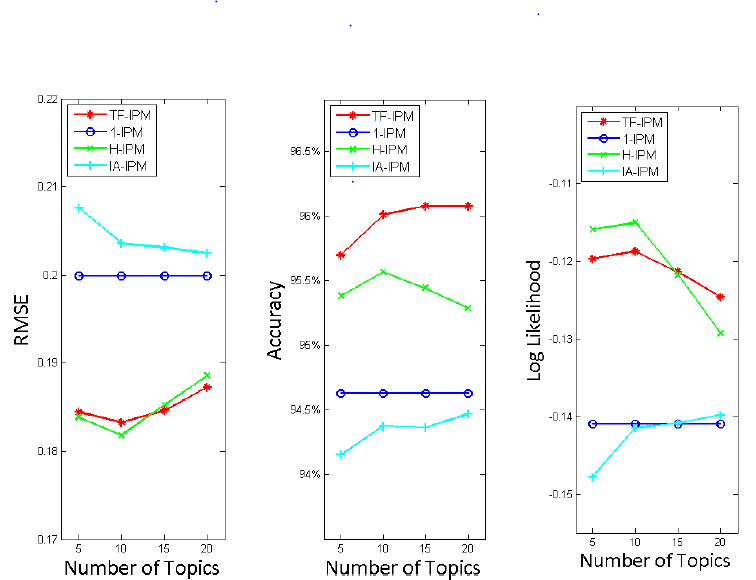 0.22
0.21
0.2
0.19
0.18
0.17
RMSE
TF-IPM
1-IPM
H-IPM
IA-IPM
5 10 15 20
Number of Topics
96.5%
96%
95.5%
95%
94.5%
94%
Accuracy
TF-IPM
1-IPM
H-IPM
IA-IPM
5 10 15 20
Number of Topics
-0.11
-0.12
-0.13
-0.14
-0.15
Log Likelihood
TF-IPM
1-IPM
H-IPM
IA-IPM
5 10 15 20
Number of Topics